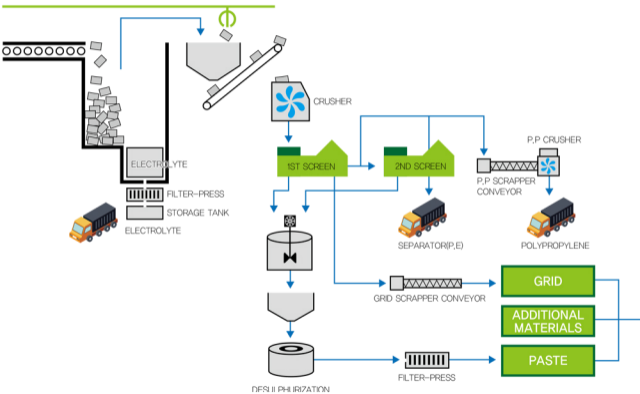 CRUSHER
P.P CRUSHER
ELECTROLYTE
1ST SCREEN
2ND SCREEN
P.P SCRAPPER
CONVEYOR
FILTER-PRESS
STORAGE TANK
ELECTROLYTE
SEPARATOR(P,E)
POLYPROPYLENE
GRID
GRID SCRAPPER CONVEYOR
ADDITIONAL
MATERIALS
PASTE
FILTER-PRESS
DESULPHURIZATION